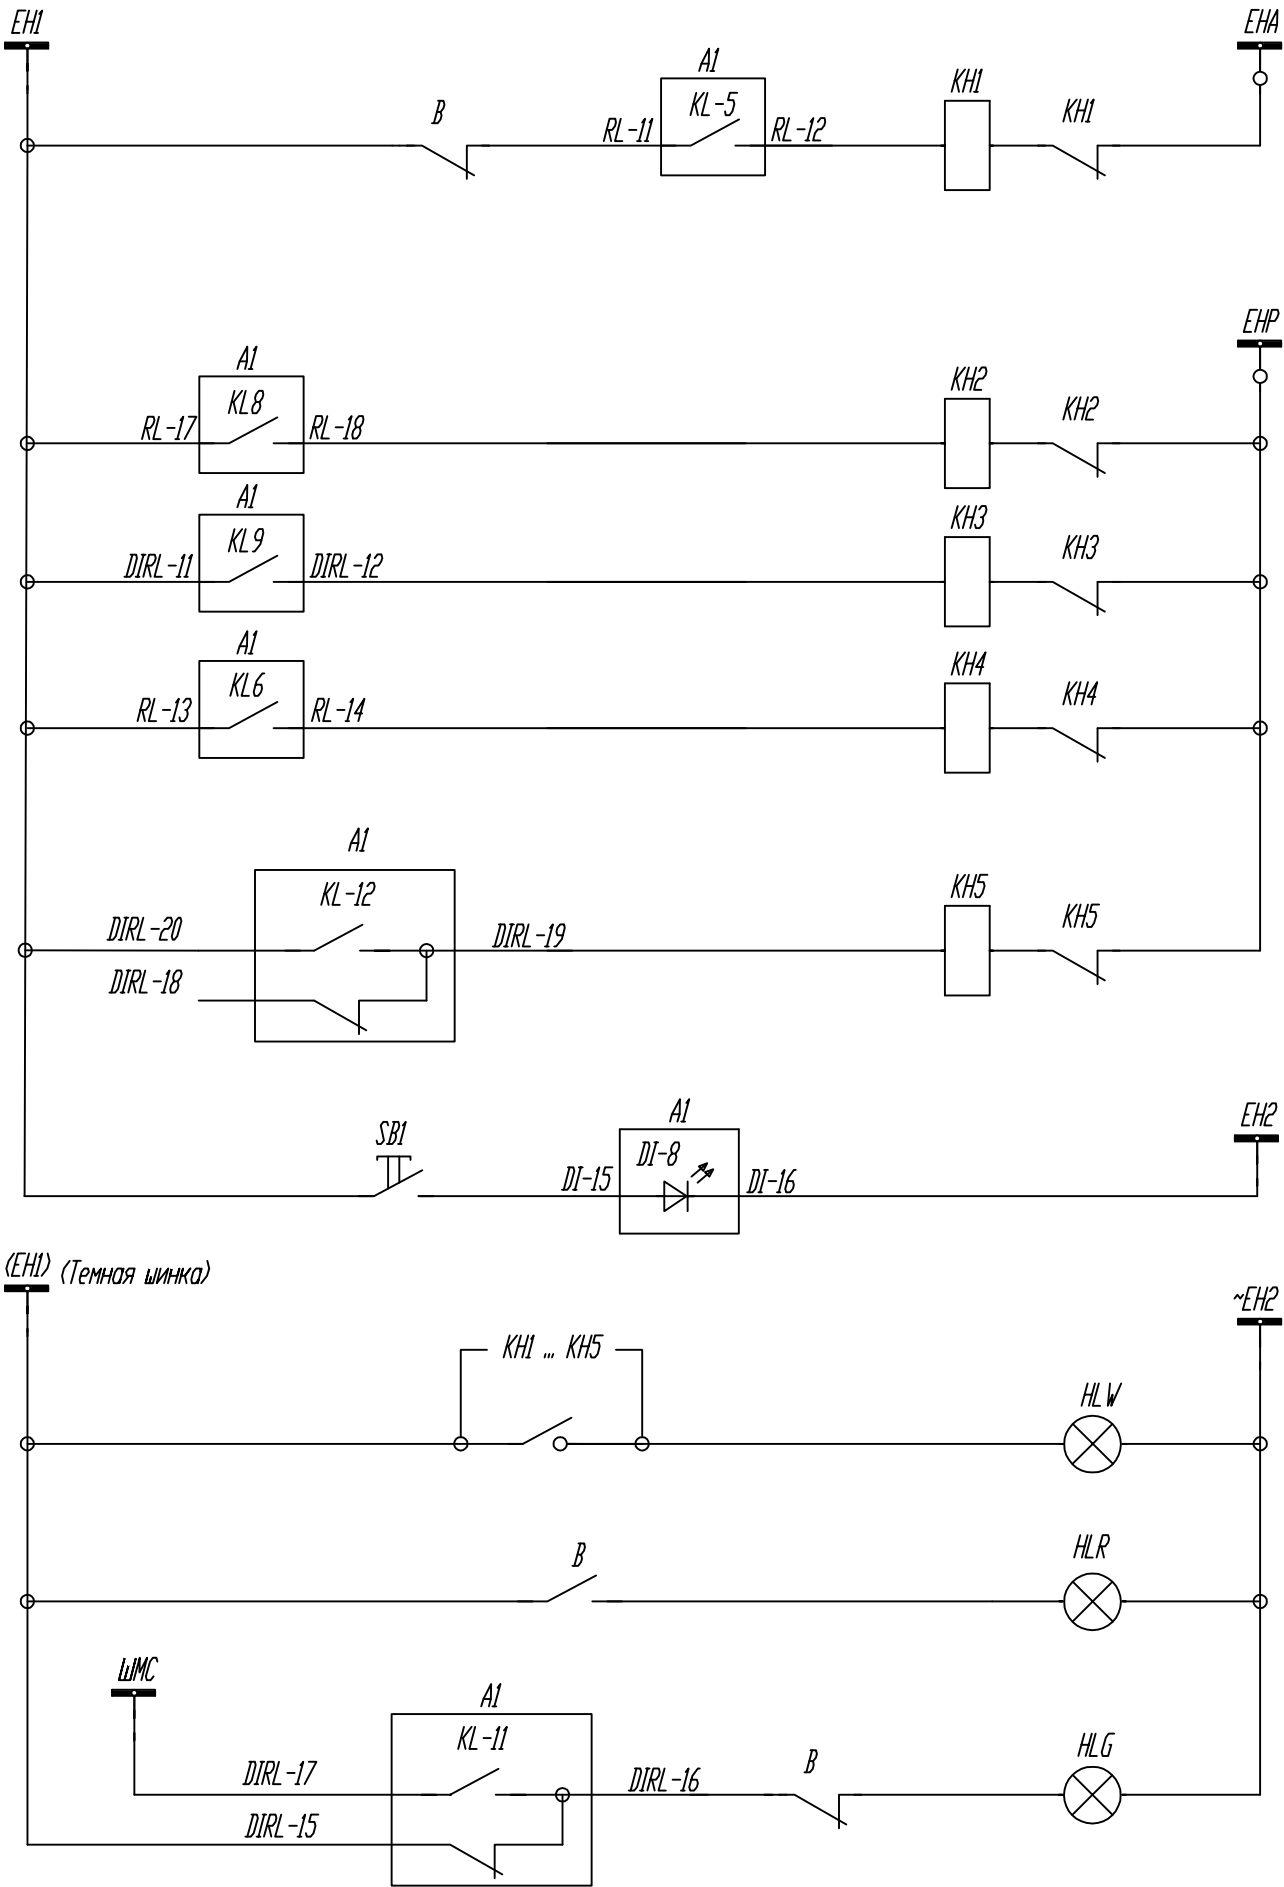 EH1 EHA
A1
KL-5
KH1
B
KH1
RL-11 RL-12
EHP
A1
KH2
KL8
KH2
RL-17 RL-18
A1
KH3
KL9
KH3
DIRL-11 DIRL-12
A1
KH4
KL6
KH4
RL-13 RL-14
A1
KL-12
KH5
KH5
DIRL-20 DIRL-19
DIRL-18
A1
EH2
SB1
DI-8
DI-15 DI-16
(EH1) (Темная шинка)
~EH2
KH1 ... KH5
HLW
B
HLR
ШМС
A1
KL-11
HLG
B
DIRL-17 DIRL-16
DIRL-15